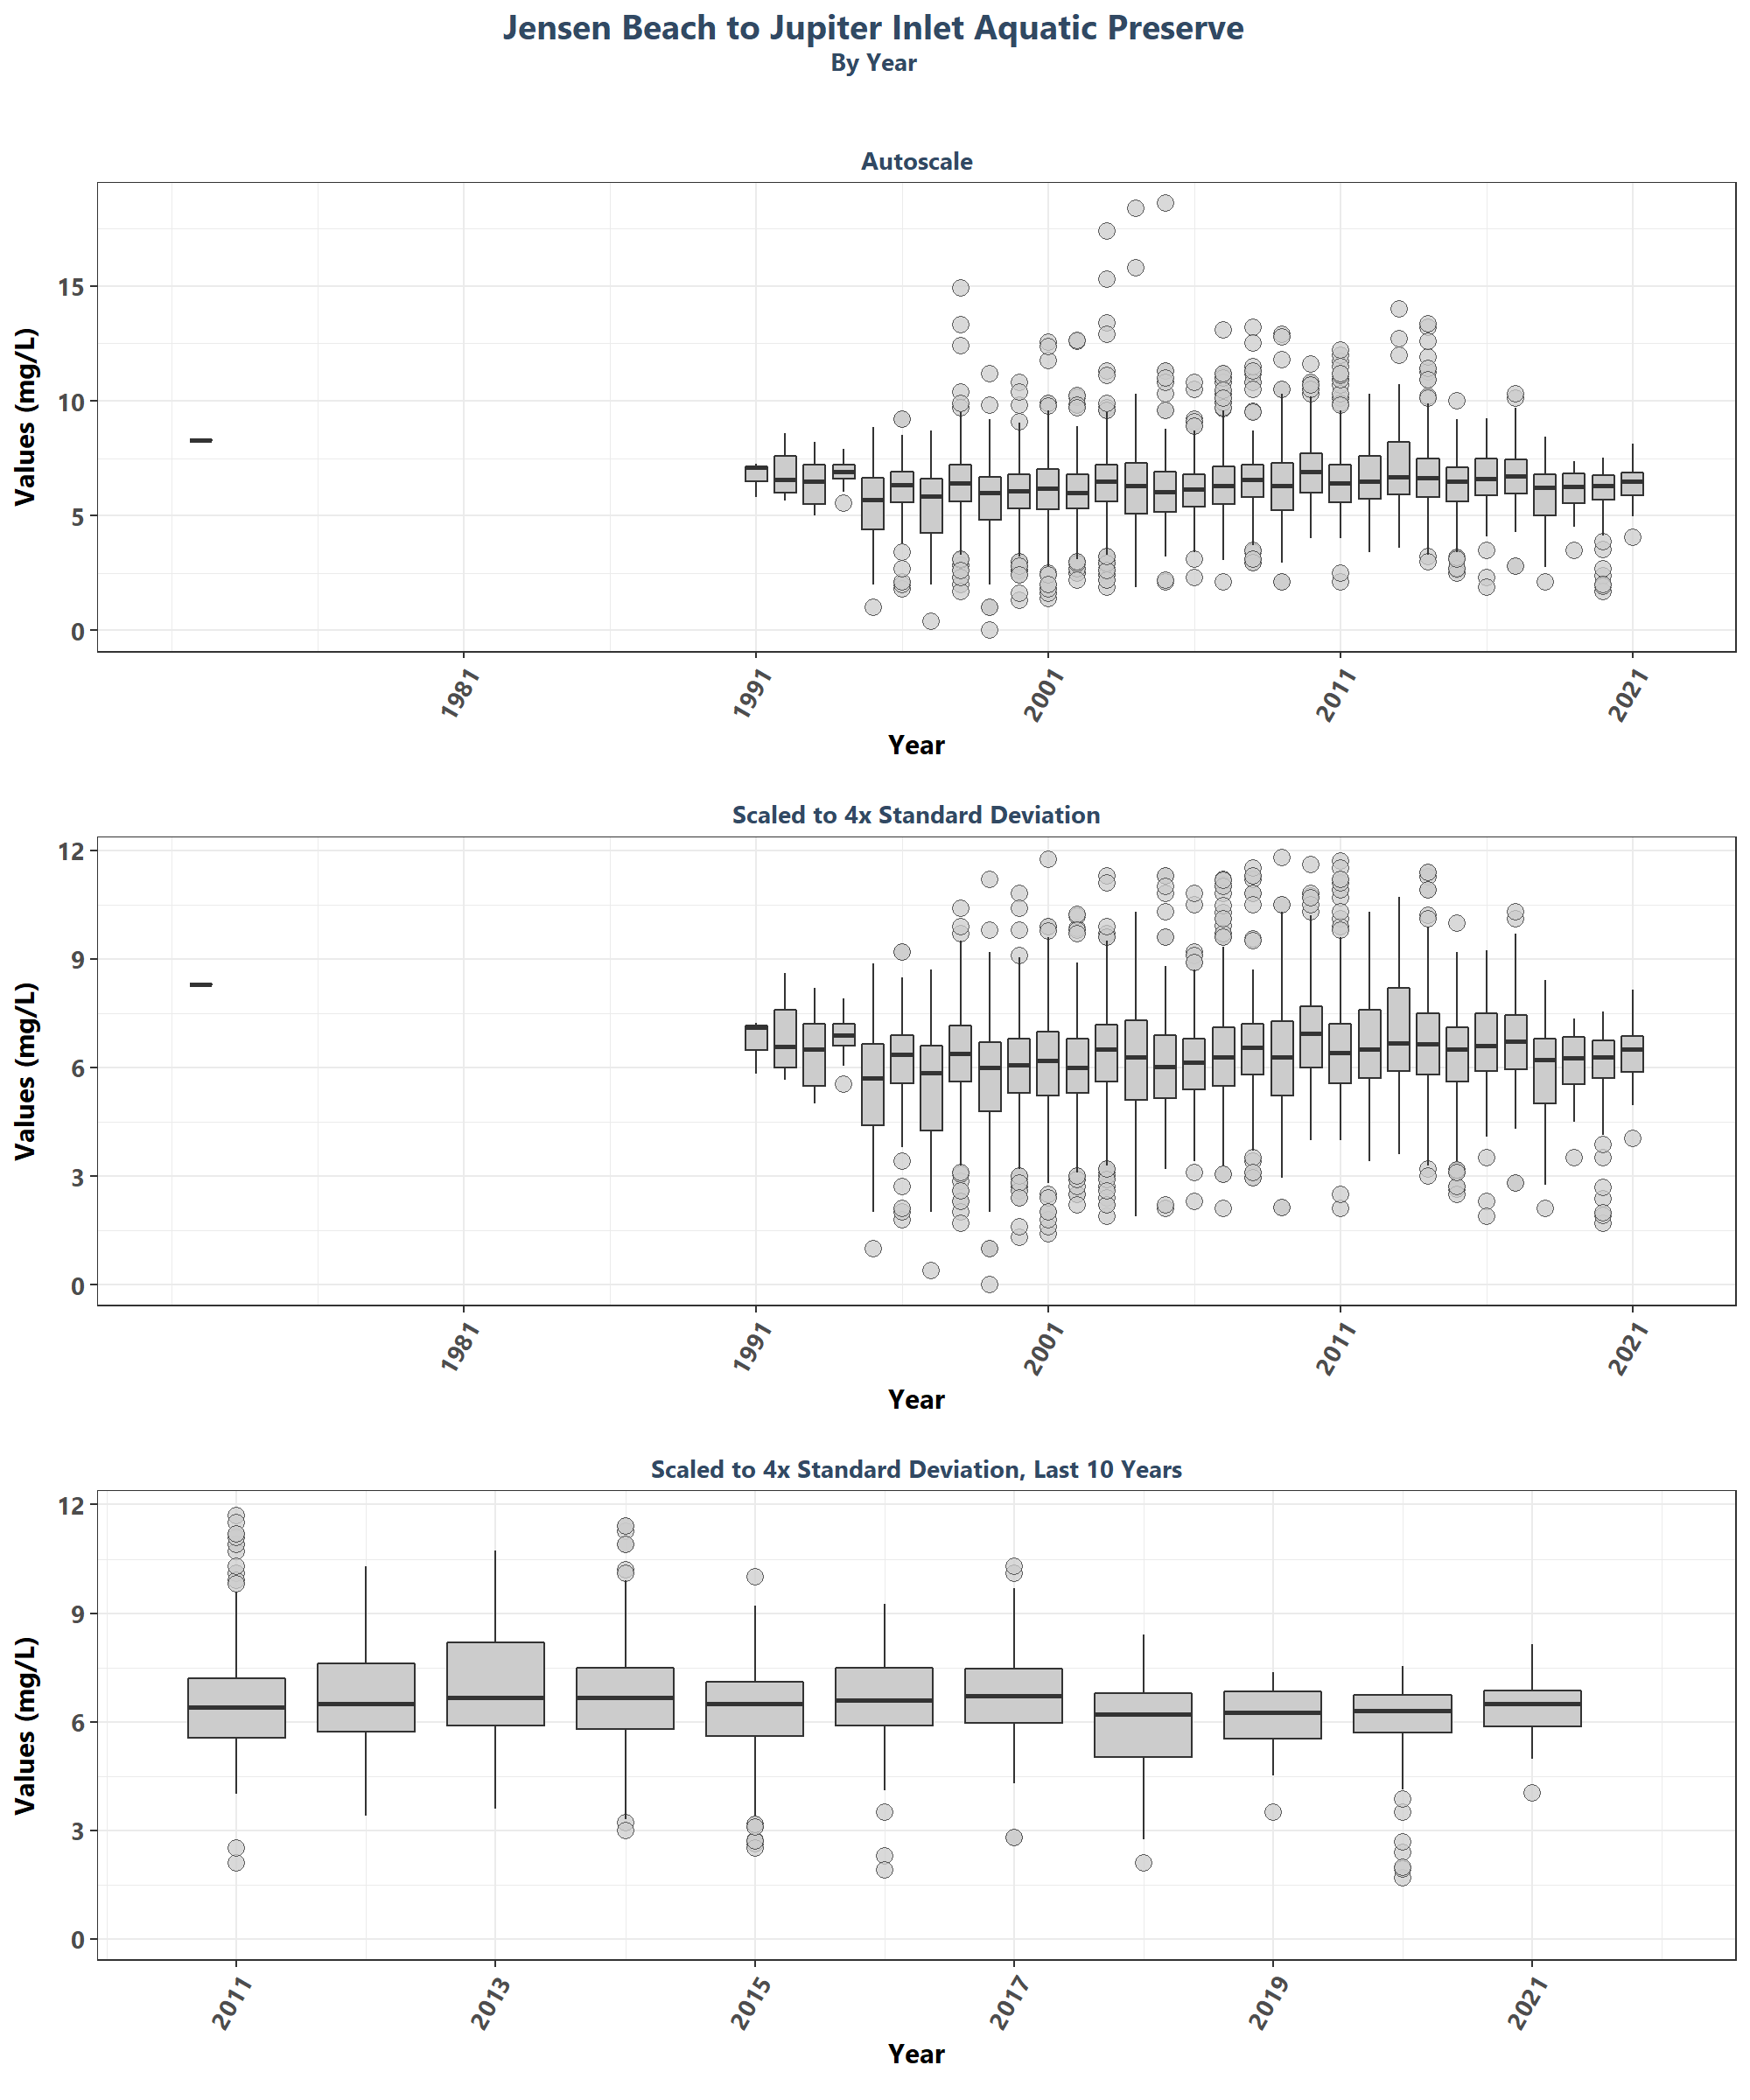 Jensen Beach to Jupiter Inlet Aquatic Preserve
By Year
Autoscale
Values (mg/L)
15
10
5
0
1981
1991
2001
2011
2021
Year
Scaled to 4x Standard Deviation
Values (mg/L)
12
9
6
3
0
1981
1991
2001
2011
2021
Year
Scaled to 4x Standard Deviation, Last 10 Years
Values (mg/L)
12
9
6
3
0
2011
2013
2015
2017
2019
2021
Year